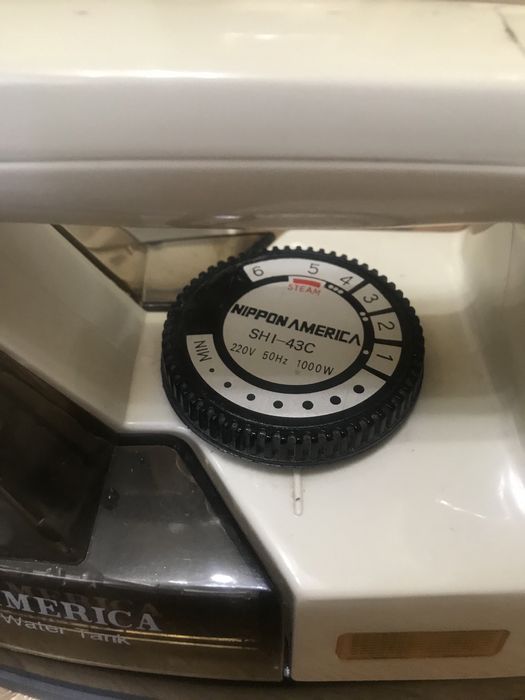 6 5 4 3 2 1
STEAM
NIPPON AMERICA
SHI-43C
220V 50Hz 1000W
MIN
MERICA
Water Tank